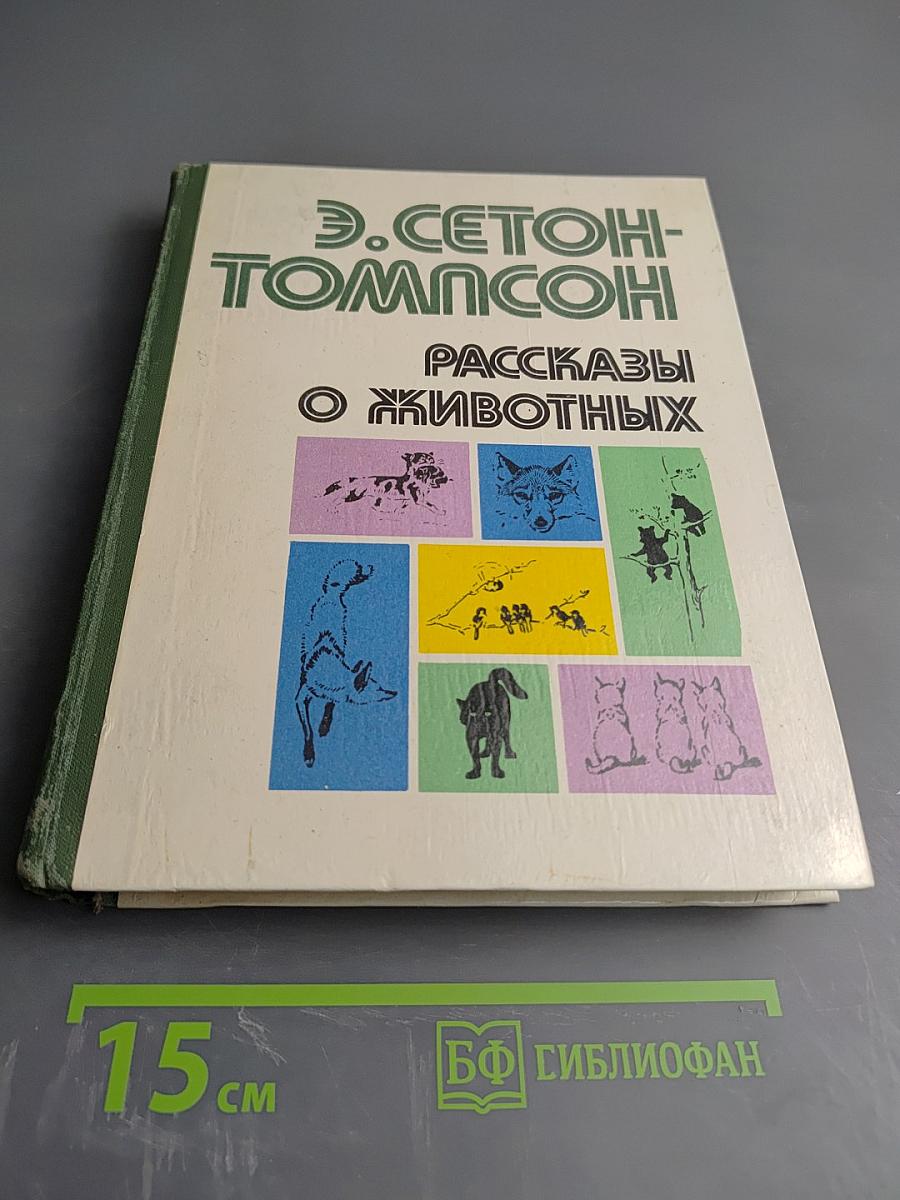 Э. СЕТОН-
ТОМПСОН
РАССКАЗЫ
О ЖИВОТНЫХ
15 см
БФ БИБЛИОФАН